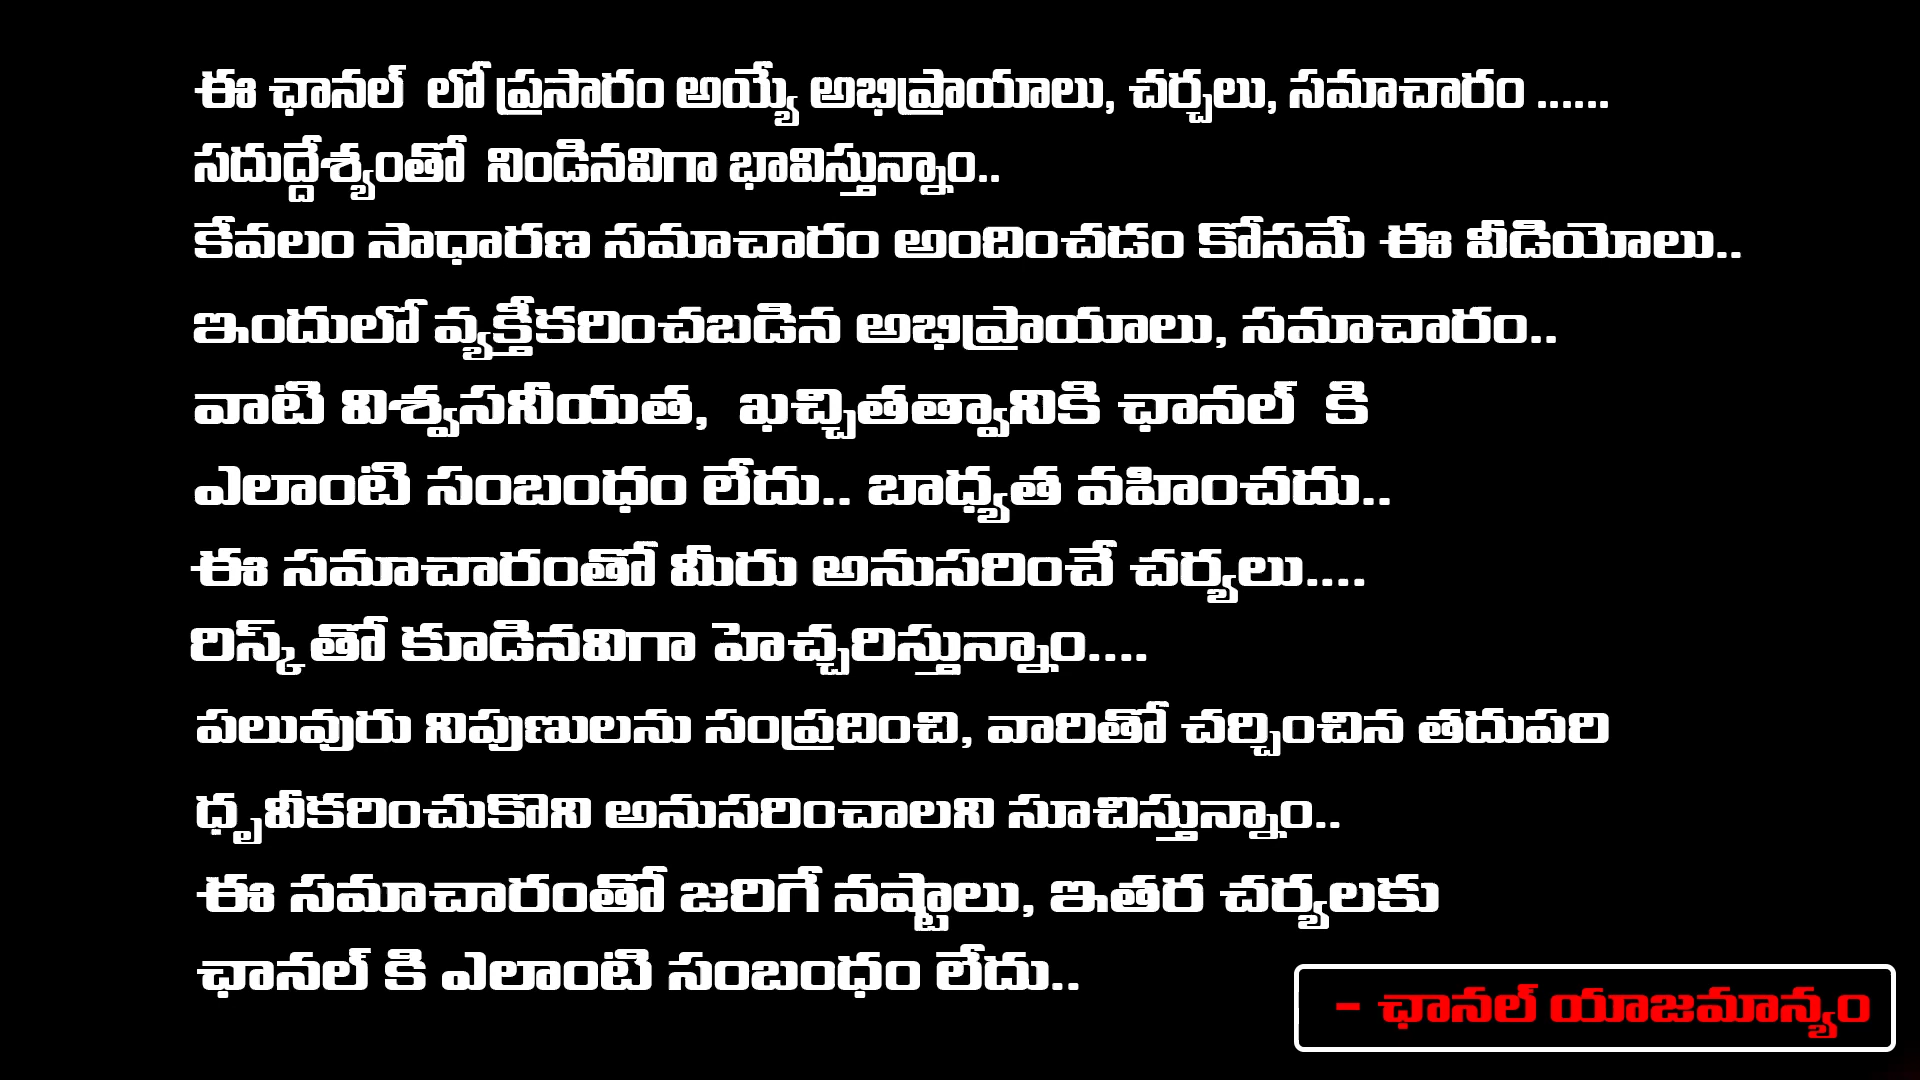 ఈ ఛానల్ లో ప్రసారం అయ్యే అభిప్రాయాలు, చర్చలు, సమాచారం ......
సదుద్దేశ్యంతో నిండినవిగా భావిస్తున్నాం..
కేవలం సాధారణ సమాచారం అందించడం కోసమే ఈ వీడియోలు..
ఇందులో వ్యక్తీకరించబడిన అభిప్రాయాలు, సమాచారం..
వాటి విశ్వసనీయత, ఖచ్చితత్వానికి ఛానల్ కి
ఎలాంటి సంబంధం లేదు.. బాధ్యత వహించదు..
ఈ సమాచారంతో మీరు అనుసరించే చర్యలు....
రిస్క్ తో కూడినవిగా హెచ్చరిస్తున్నాం....
పలువురు నిపుణులను సంప్రదించి, వారితో చర్చించిన తదుపరి
ధృవీకరించుకొని అనుసరించాలని సూచిస్తున్నాం..
ఈ సమాచారంతో జరిగే నష్టాలు, ఇతర చర్యలకు
ఛానల్ కి ఎలాంటి సంబంధం లేదు..
- ఛానల్ యాజమాన్యం